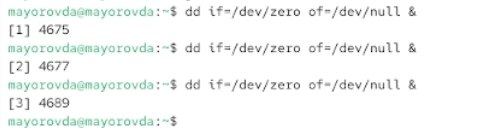 mayorovda@mayorovda:~$ dd if=/dev/zero of=/dev/null &
[1] 4675
mayorovda@mayorovda:~$ dd if=/dev/zero of=/dev/null &
[2] 4677
mayorovda@mayorovda:~$ dd if=/dev/zero of=/dev/null &
[3] 4689
mayorovda@mayorovda:~$